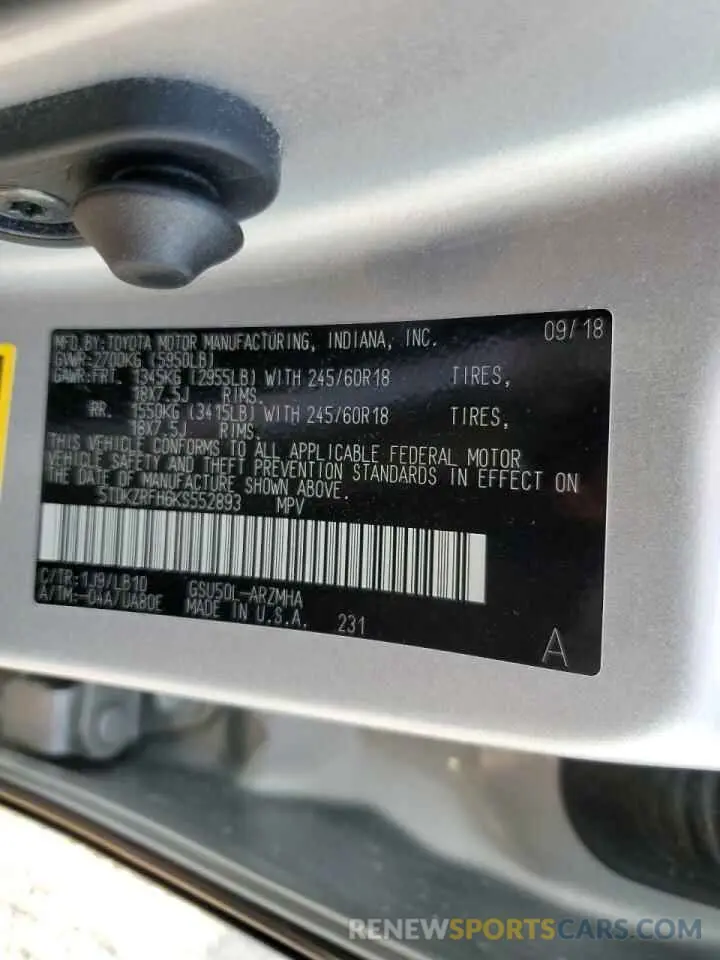 MFD.BY:TOYOTA MOTOR MANUFACTURING, INDIANA, INC. 09/18
GVWR:2700KG (5950LB)
GAWR:FRT. 1345KG (2955LB) WITH 245/60R18 TIRES,
18X7.5J RIMS.
RR. 1550KG (3415LB) WITH 245/60R18 TIRES,
18X7.5J RIMS.
THIS VEHICLE CONFORMS TO ALL APPLICABLE FEDERAL MOTOR
VEHICLE SAFETY AND THEFT PREVENTION STANDARDS IN EFFECT ON
THE DATE OF MANUFACTURE SHOWN ABOVE.
5TDKZRFH6KS552893 MPV
C/TR:1J9/LB10 GSU50L-ARZMHA
A/TM:-04A/UA80E MADE IN U.S.A. 231
A
RENEWSPORTSCARS.COM